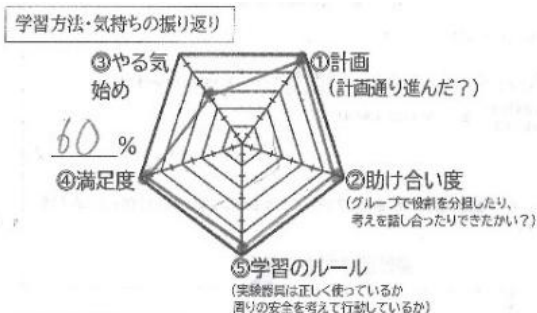 学習方法・気持ちの振り返り
③やる気
始め
60 %
①計画
(計画通り進んだ?)
④満足度
②助け合い度
(グループで役割を分担したり、
考えを話し合ったりできたかい?)
⑤学習のルール
(実験器具は正しく使っているか
周りの安全を考えて行動しているか)